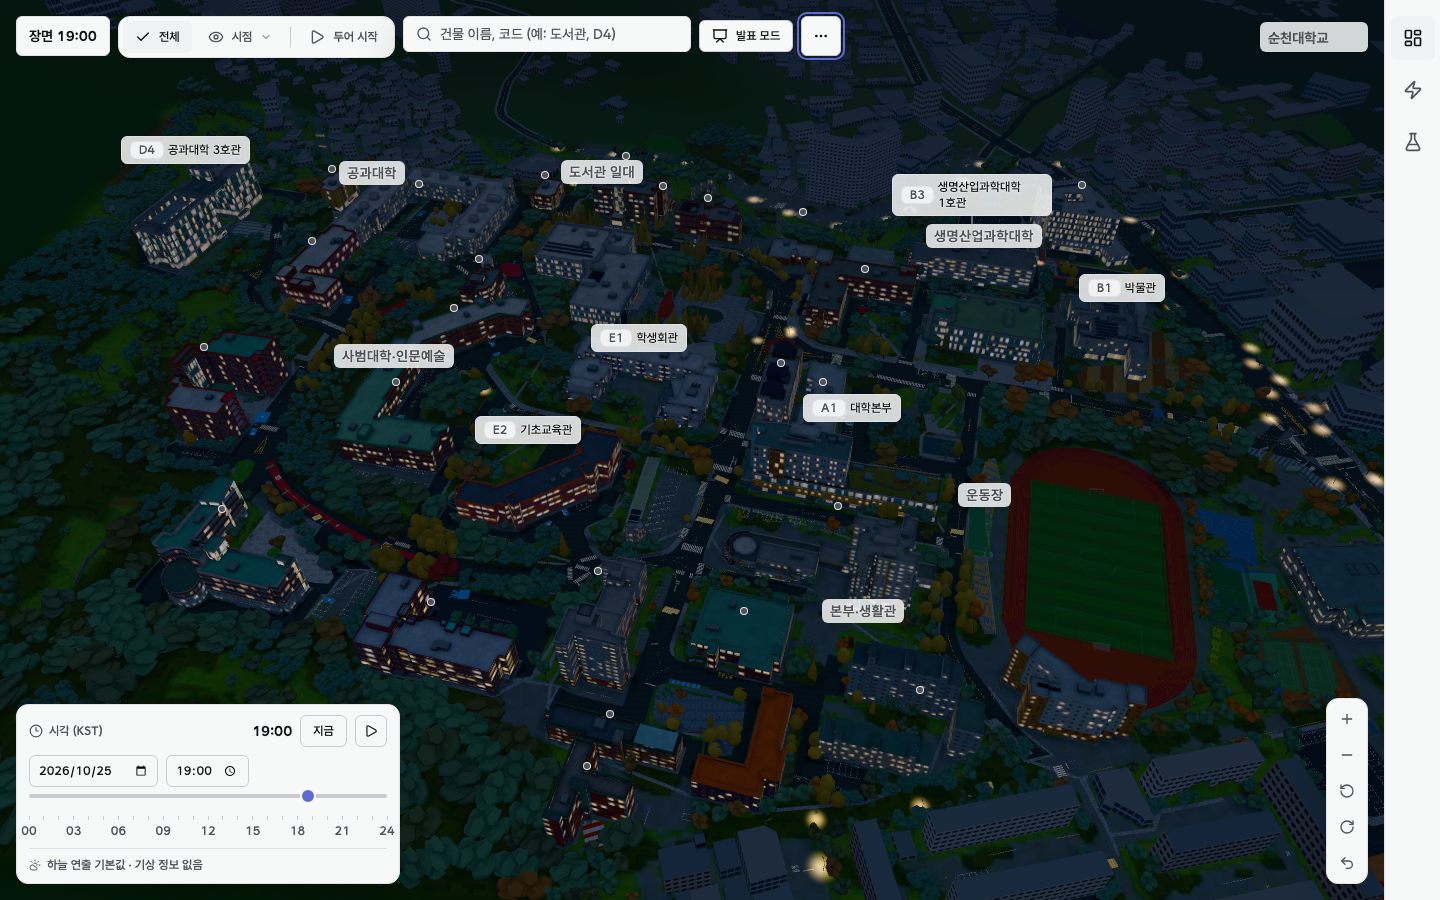 장면 19:00
전체
시점
투어 시작
건물 이름, 코드 (예: 도서관, D4)
발표 모드
순천대학교
D4 공과대학 3호관
공과대학
도서관 일대
B3 생명산업과학대학
1호관
생명산업과학대학
B1 박물관
E1 학생회관
사범대학·인문예술
A1 대학본부
E2 기초교육관
운동장
본부·생활관
시각 (KST)
19:00
지금
2026/10/25
19:00
00 03 06 09 12 15 18 21 24
하늘 연출 기본값 · 기상 정보 없음